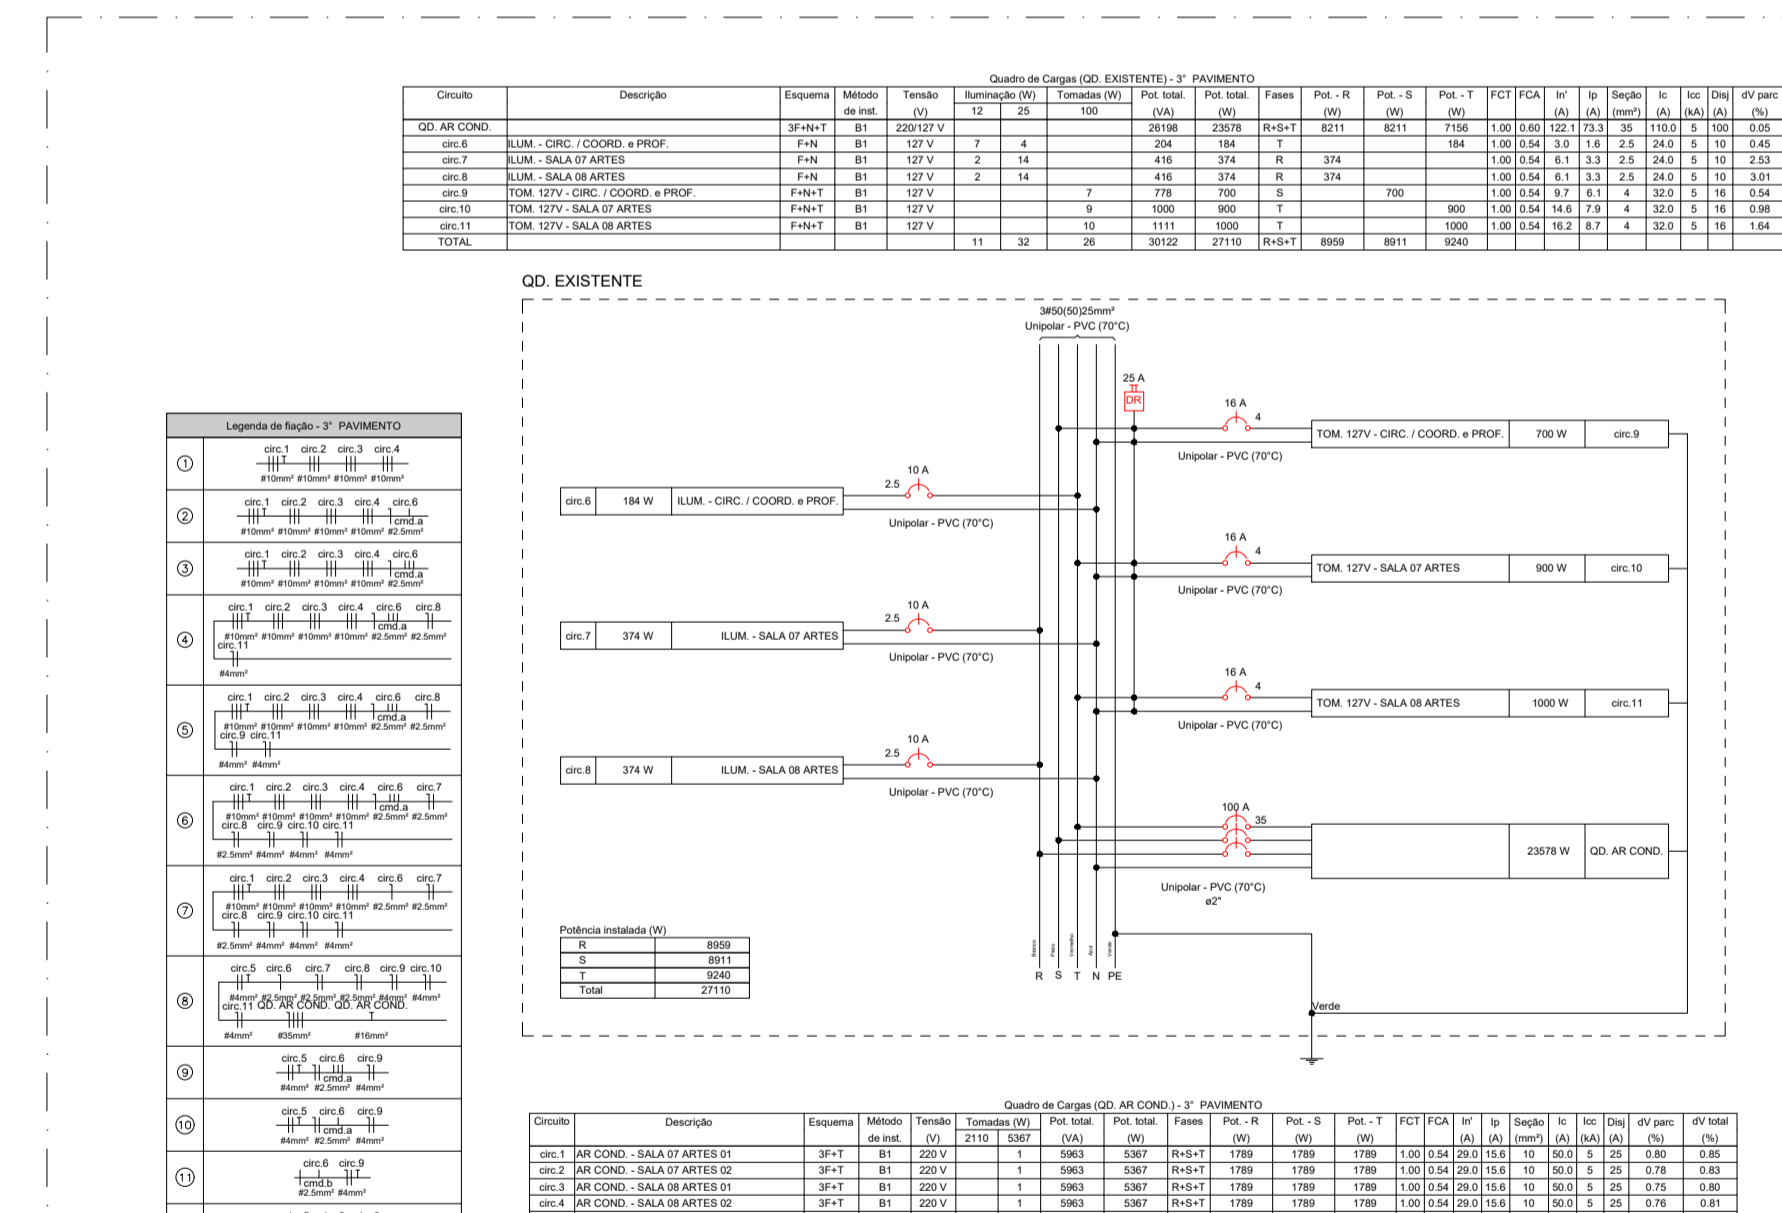 Quadro de Cargas (QD. EXISTENTE) - 3° PAVIMENTO
Circuito Descrição Esquema Método Tensão Iluminação (W) Tomadas (W) Pot. total. Pot. total. Fases Pot. - R Pot. - S Pot. - T FCT FCA In' Ip Seção Ic Icc Disj dV parc
de inst. (V) 12 25 100 (VA) (W) (W) (W) (W) (A) (A) (mm²) (A) (kA) (A) (%)
QD. AR COND. 3F+N+T B1 220/127 V 26198 23578 R+S+T 8211 8211 7156 1.00 0.60 122.1 73.3 35 110.0 5 100 0.05
circ.6 ILUM. - CIRC. / COORD. e PROF. F+N B1 127 V 7 4 204 184 T 184 1.00 0.54 3.0 1.6 2.5 24.0 5 10 0.45
circ.7 ILUM. - SALA 07 ARTES F+N B1 127 V 2 14 416 374 R 374 1.00 0.54 6.1 3.3 2.5 24.0 5 10 2.53
circ.8 ILUM. - SALA 08 ARTES F+N B1 127 V 2 14 416 374 R 374 1.00 0.54 6.1 3.3 2.5 24.0 5 10 3.01
circ.9 TOM. 127V - CIRC. / COORD. e PROF. F+N+T B1 127 V 7 778 700 S 700 1.00 0.54 9.7 6.1 4 32.0 5 16 0.54
circ.10 TOM. 127V - SALA 07 ARTES F+N+T B1 127 V 9 1000 900 T 900 1.00 0.54 14.6 7.9 4 32.0 5 16 0.98
circ.11 TOM. 127V - SALA 08 ARTES F+N+T B1 127 V 10 1111 1000 T 1000 1.00 0.54 16.2 8.7 4 32.0 5 16 1.64
TOTAL 11 32 26 30122 27110 R+S+T 8959 8911 9240
QD. EXISTENTE
3#50(50)25mm²
Unipolar - PVC (70°C)
25 A
DR
16 A
4
TOM. 127V - CIRC. / COORD. e PROF. 700 W circ.9
Unipolar - PVC (70°C)
10 A
2.5
circ.6 184 W ILUM. - CIRC. / COORD. e PROF.
Unipolar - PVC (70°C)
16 A
4
TOM. 127V - SALA 07 ARTES 900 W circ.10
Unipolar - PVC (70°C)
10 A
2.5
circ.7 374 W ILUM. - SALA 07 ARTES
Unipolar - PVC (70°C)
16 A
4
TOM. 127V - SALA 08 ARTES 1000 W circ.11
Unipolar - PVC (70°C)
10 A
2.5
circ.8 374 W ILUM. - SALA 08 ARTES
Unipolar - PVC (70°C)
100 A
35
23578 W QD. AR COND.
Unipolar - PVC (70°C)
ø2"
Potência instalada (W)
R 8959
S 8911
T 9240
Total 27110
Branco Preto Vermelho Azul Verde
R S T N PE
Verde
Legenda de fiação - 3° PAVIMENTO
1
circ.1 circ.2 circ.3 circ.4
#10mm² #10mm² #10mm² #10mm²
2
circ.1 circ.2 circ.3 circ.4 circ.6
cmd.a
#10mm² #10mm² #10mm² #10mm² #2.5mm²
3
circ.1 circ.2 circ.3 circ.4 circ.6
cmd.a
#10mm² #10mm² #10mm² #10mm² #2.5mm²
4
circ.1 circ.2 circ.3 circ.4 circ.6 circ.8
cmd.a
#10mm² #10mm² #10mm² #10mm² #2.5mm² #2.5mm²
circ.11
#4mm²
5
circ.1 circ.2 circ.3 circ.4 circ.6 circ.8
cmd.a
#10mm² #10mm² #10mm² #10mm² #2.5mm² #2.5mm²
circ.9 circ.11
#4mm² #4mm²
6
circ.1 circ.2 circ.3 circ.4 circ.6 circ.7
cmd.a
#10mm² #10mm² #10mm² #10mm² #2.5mm² #2.5mm²
circ.8 circ.9 circ.10 circ.11
#2.5mm² #4mm² #4mm² #4mm²
7
circ.1 circ.2 circ.3 circ.4 circ.6 circ.7
#10mm² #10mm² #10mm² #10mm² #2.5mm² #2.5mm²
circ.8 circ.9 circ.10 circ.11
#2.5mm² #4mm² #4mm² #4mm²
8
circ.5 circ.6 circ.7 circ.8 circ.9 circ.10
#4mm² #2.5mm² #2.5mm² #2.5mm² #4mm² #4mm²
circ.11 QD. AR COND. QD. AR COND.
#4mm² #35mm² #16mm²
9
circ.5 circ.6 circ.9
cmd.a
#4mm² #2.5mm² #4mm²
10
circ.5 circ.6 circ.9
cmd.a
#4mm² #2.5mm² #4mm²
11
circ.6 circ.9
cmd.b
#2.5mm² #4mm²
Quadro de Cargas (QD. AR COND.) - 3° PAVIMENTO
Circuito Descrição Esquema Método Tensão Tomadas (W) Pot. total. Pot. total. Fases Pot. - R Pot. - S Pot. - T FCT FCA In' Ip Seção Ic Icc Disj dV parc dV total
de inst. (V) 2110 5367 (VA) (W) (W) (W) (W) (A) (A) (mm²) (A) (kA) (A) (%) (%)
circ.1 AR COND. - SALA 07 ARTES 01 3F+T B1 220 V 1 5963 5367 R+S+T 1789 1789 1789 1.00 0.54 29.0 15.6 10 50.0 5 25 0.80 0.85
circ.2 AR COND. - SALA 07 ARTES 02 3F+T B1 220 V 1 5963 5367 R+S+T 1789 1789 1789 1.00 0.54 29.0 15.6 10 50.0 5 25 0.78 0.83
circ.3 AR COND. - SALA 08 ARTES 01 3F+T B1 220 V 1 5963 5367 R+S+T 1789 1789 1789 1.00 0.54 29.0 15.6 10 50.0 5 25 0.75 0.80
circ.4 AR COND. - SALA 08 ARTES 02 3F+T B1 220 V 1 5963 5367 R+S+T 1789 1789 1789 1.00 0.54 29.0 15.6 10 50.0 5 25 0.76 0.81